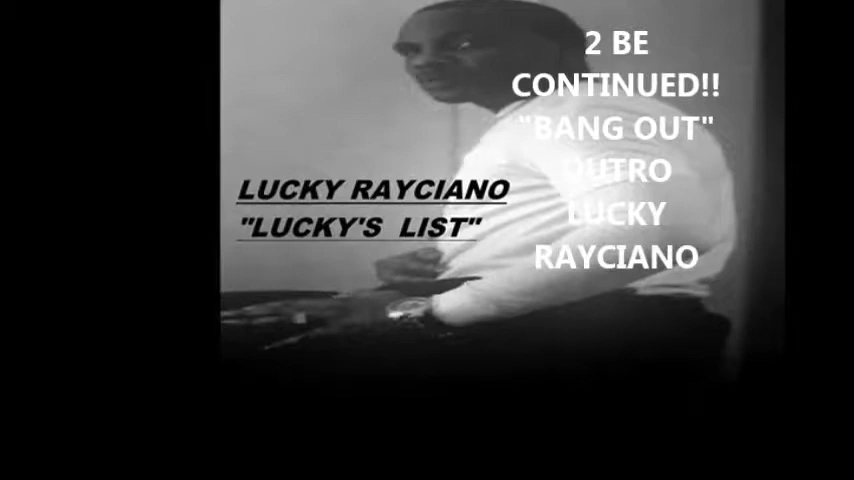 2 BE
CONTINUED!!
"BANG OUT"
OUTRO
LUCKY
RAYCIANO
LUCKY RAYCIANO
"LUCKY'S LIST"